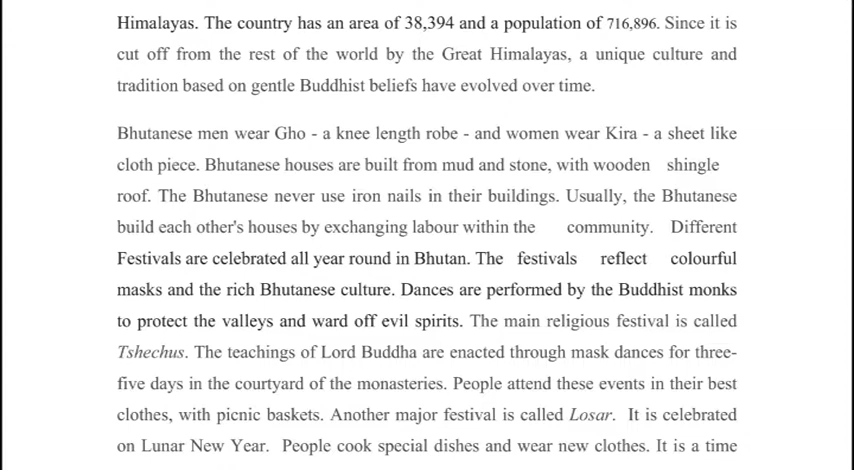 Himalayas. The country has an area of 38,394 and a population of 716,896. Since it is
cut off from the rest of the world by the Great Himalayas, a unique culture and
tradition based on gentle Buddhist beliefs have evolved over time.
Bhutanese men wear Gho - a knee length robe - and women wear Kira - a sheet like
cloth piece. Bhutanese houses are built from mud and stone, with wooden shingle
roof. The Bhutanese never use iron nails in their buildings. Usually, the Bhutanese
build each other's houses by exchanging labour within the community. Different
Festivals are celebrated all year round in Bhutan. The festivals reflect colourful
masks and the rich Bhutanese culture. Dances are performed by the Buddhist monks
to protect the valleys and ward off evil spirits. The main religious festival is called
Tshechus. The teachings of Lord Buddha are enacted through mask dances for three-
five days in the courtyard of the monasteries. People attend these events in their best
clothes, with picnic baskets. Another major festival is called Losar. It is celebrated
on Lunar New Year. People cook special dishes and wear new clothes. It is a time